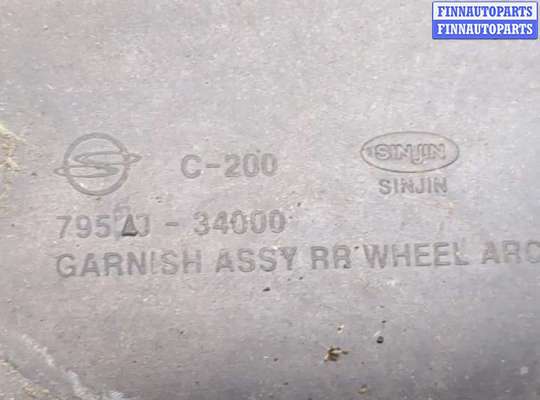 FINNAUTOPARTS
FINNAUTOPARTS
C-200
SINJIN
SINJIN
- 34000
GARNISH ASSY RR WHEEL ARC